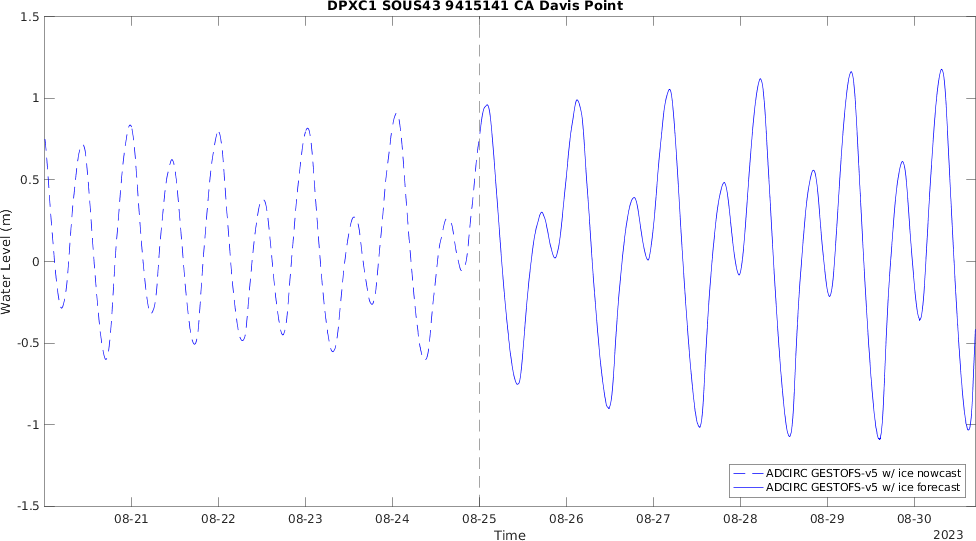 DPXC1 SOUS43 9415141 CA Davis Point
Water Level (m)
1.5
1
0.5
0
-0.5
-1
-1.5
ADCIRC GESTOFS-v5 w/ ice nowcast
ADCIRC GESTOFS-v5 w/ ice forecast
08-21 08-22 08-23 08-24 08-25 08-26 08-27 08-28 08-29 08-30
Time
2023